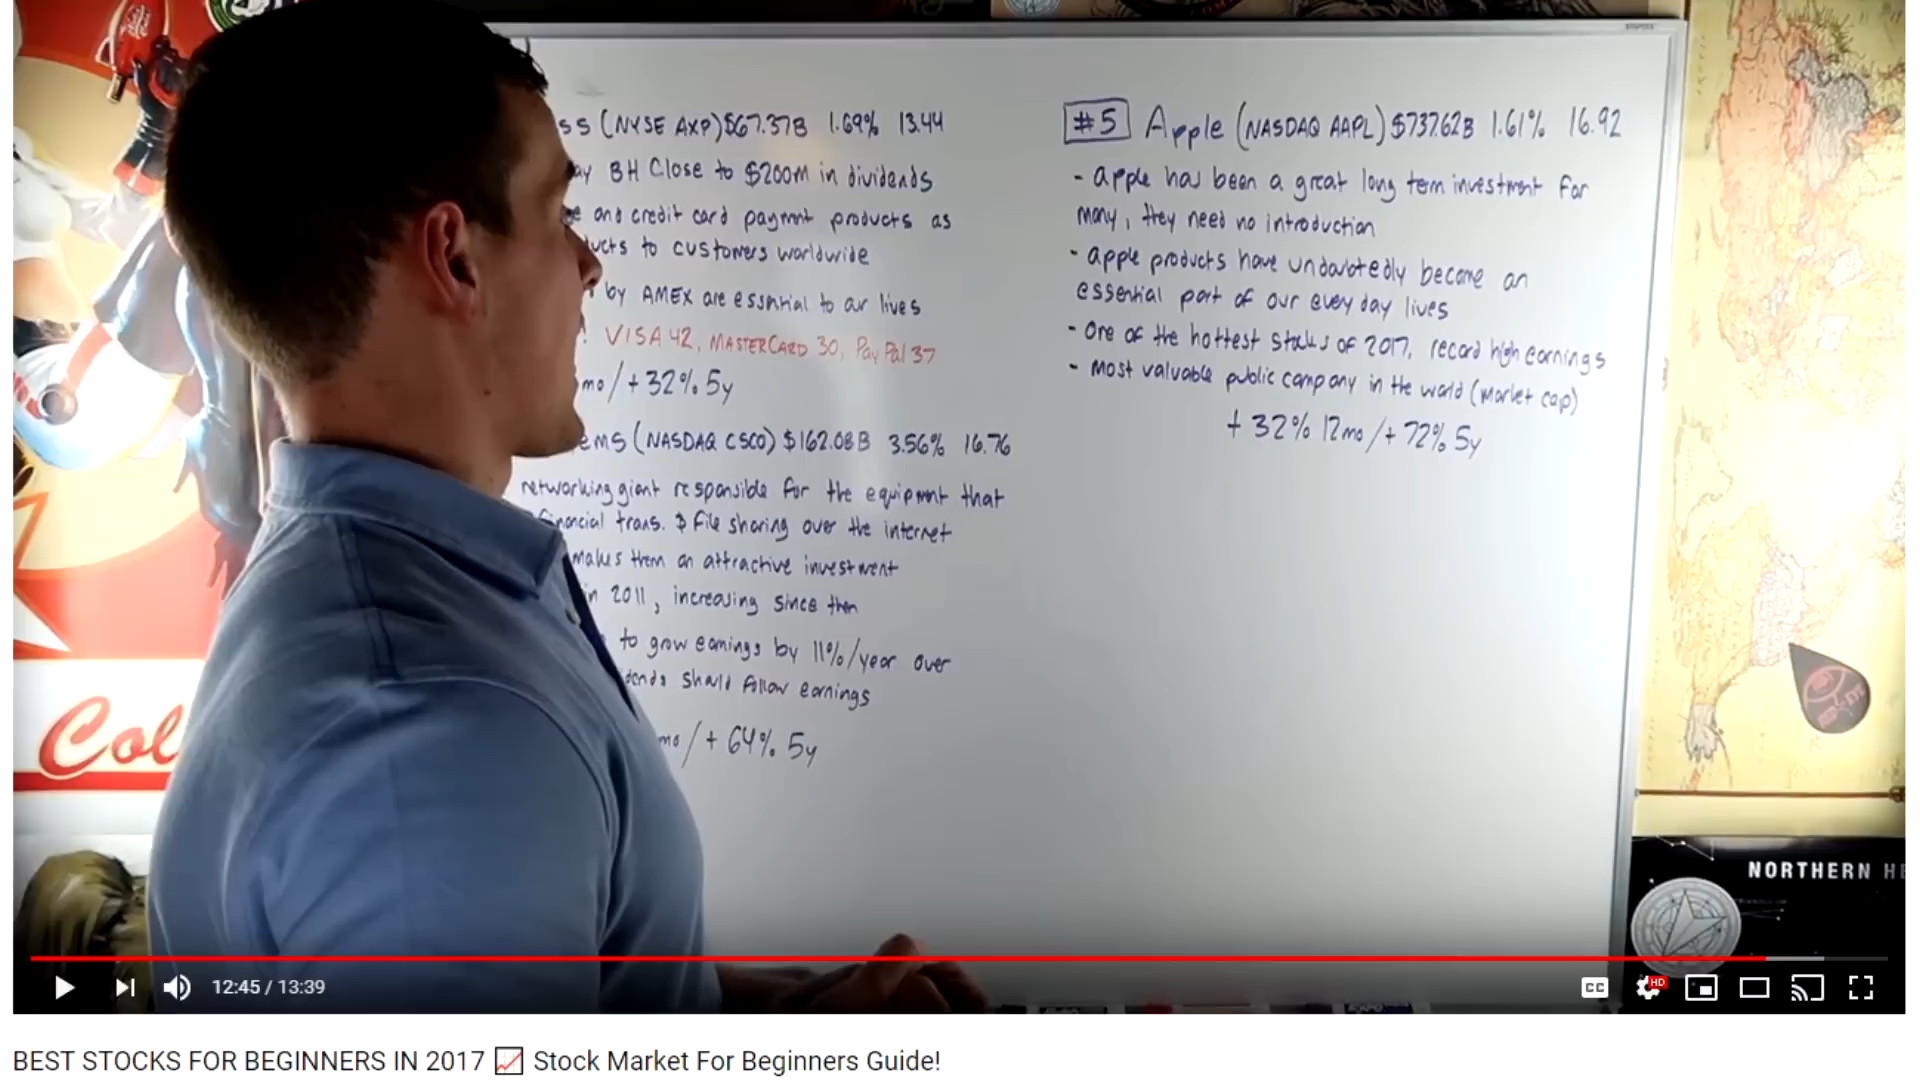 ss (NYSE AXP) $67.37B 1.69% 13.44
ay BH Close to $200M in dividends
and credit card paymnt products as
ucts to customers worldwide
by AMEX are essntial to our lives
! VISA 42, MASTERCARD 30, PayPal 37
mo / +32% 5y
ems (NASDAQ CSCO) $162.08B 3.56% 16.76
networking giant responsible for the equipmnt that
financial trans. $ file sharing over the internet
makes them an attractive investment
in 2011, increasing since then
to grow earnings by 11%/year over
dends should follow earnings
mo / + 64% 5y
#5 Apple (NASDAQ AAPL) $737.62B 1.61% 16.92
- apple has been a great long term investment for
many, they need no introduction
- apple products have undoubtedly become an
essential part of our every day lives
- One of the hottest stocks of 2017, record high earnings
- Most valuable public company in the world (market cap)
+ 32% 12mo / + 72% 5y
Col
NORTHERN HE
12:45 / 13:39
CC
HD
BEST STOCKS FOR BEGINNERS IN 2017 📈 Stock Market For Beginners Guide!